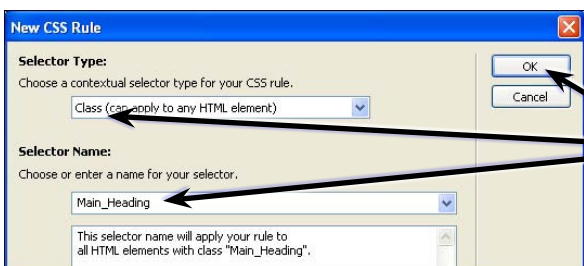 New CSS Rule
Selector Type:
Choose a contextual selector type for your CSS rule.
Class (can apply to any HTML element)
OK
Cancel
Selector Name:
Choose or enter a name for your selector.
Main_Heading
This selector name will apply your rule to
all HTML elements with class "Main_Heading".